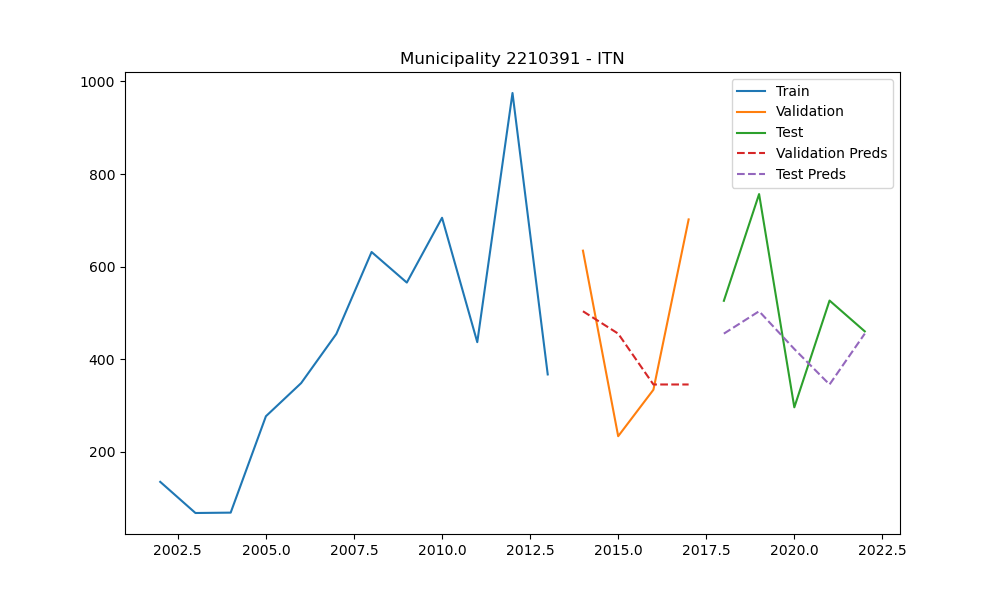 Municipality 2210391 - ITN
1000
800
600
400
200
Train
Validation
Test
Validation Preds
Test Preds
2002.5 2005.0 2007.5 2010.0 2012.5 2015.0 2017.5 2020.0 2022.5